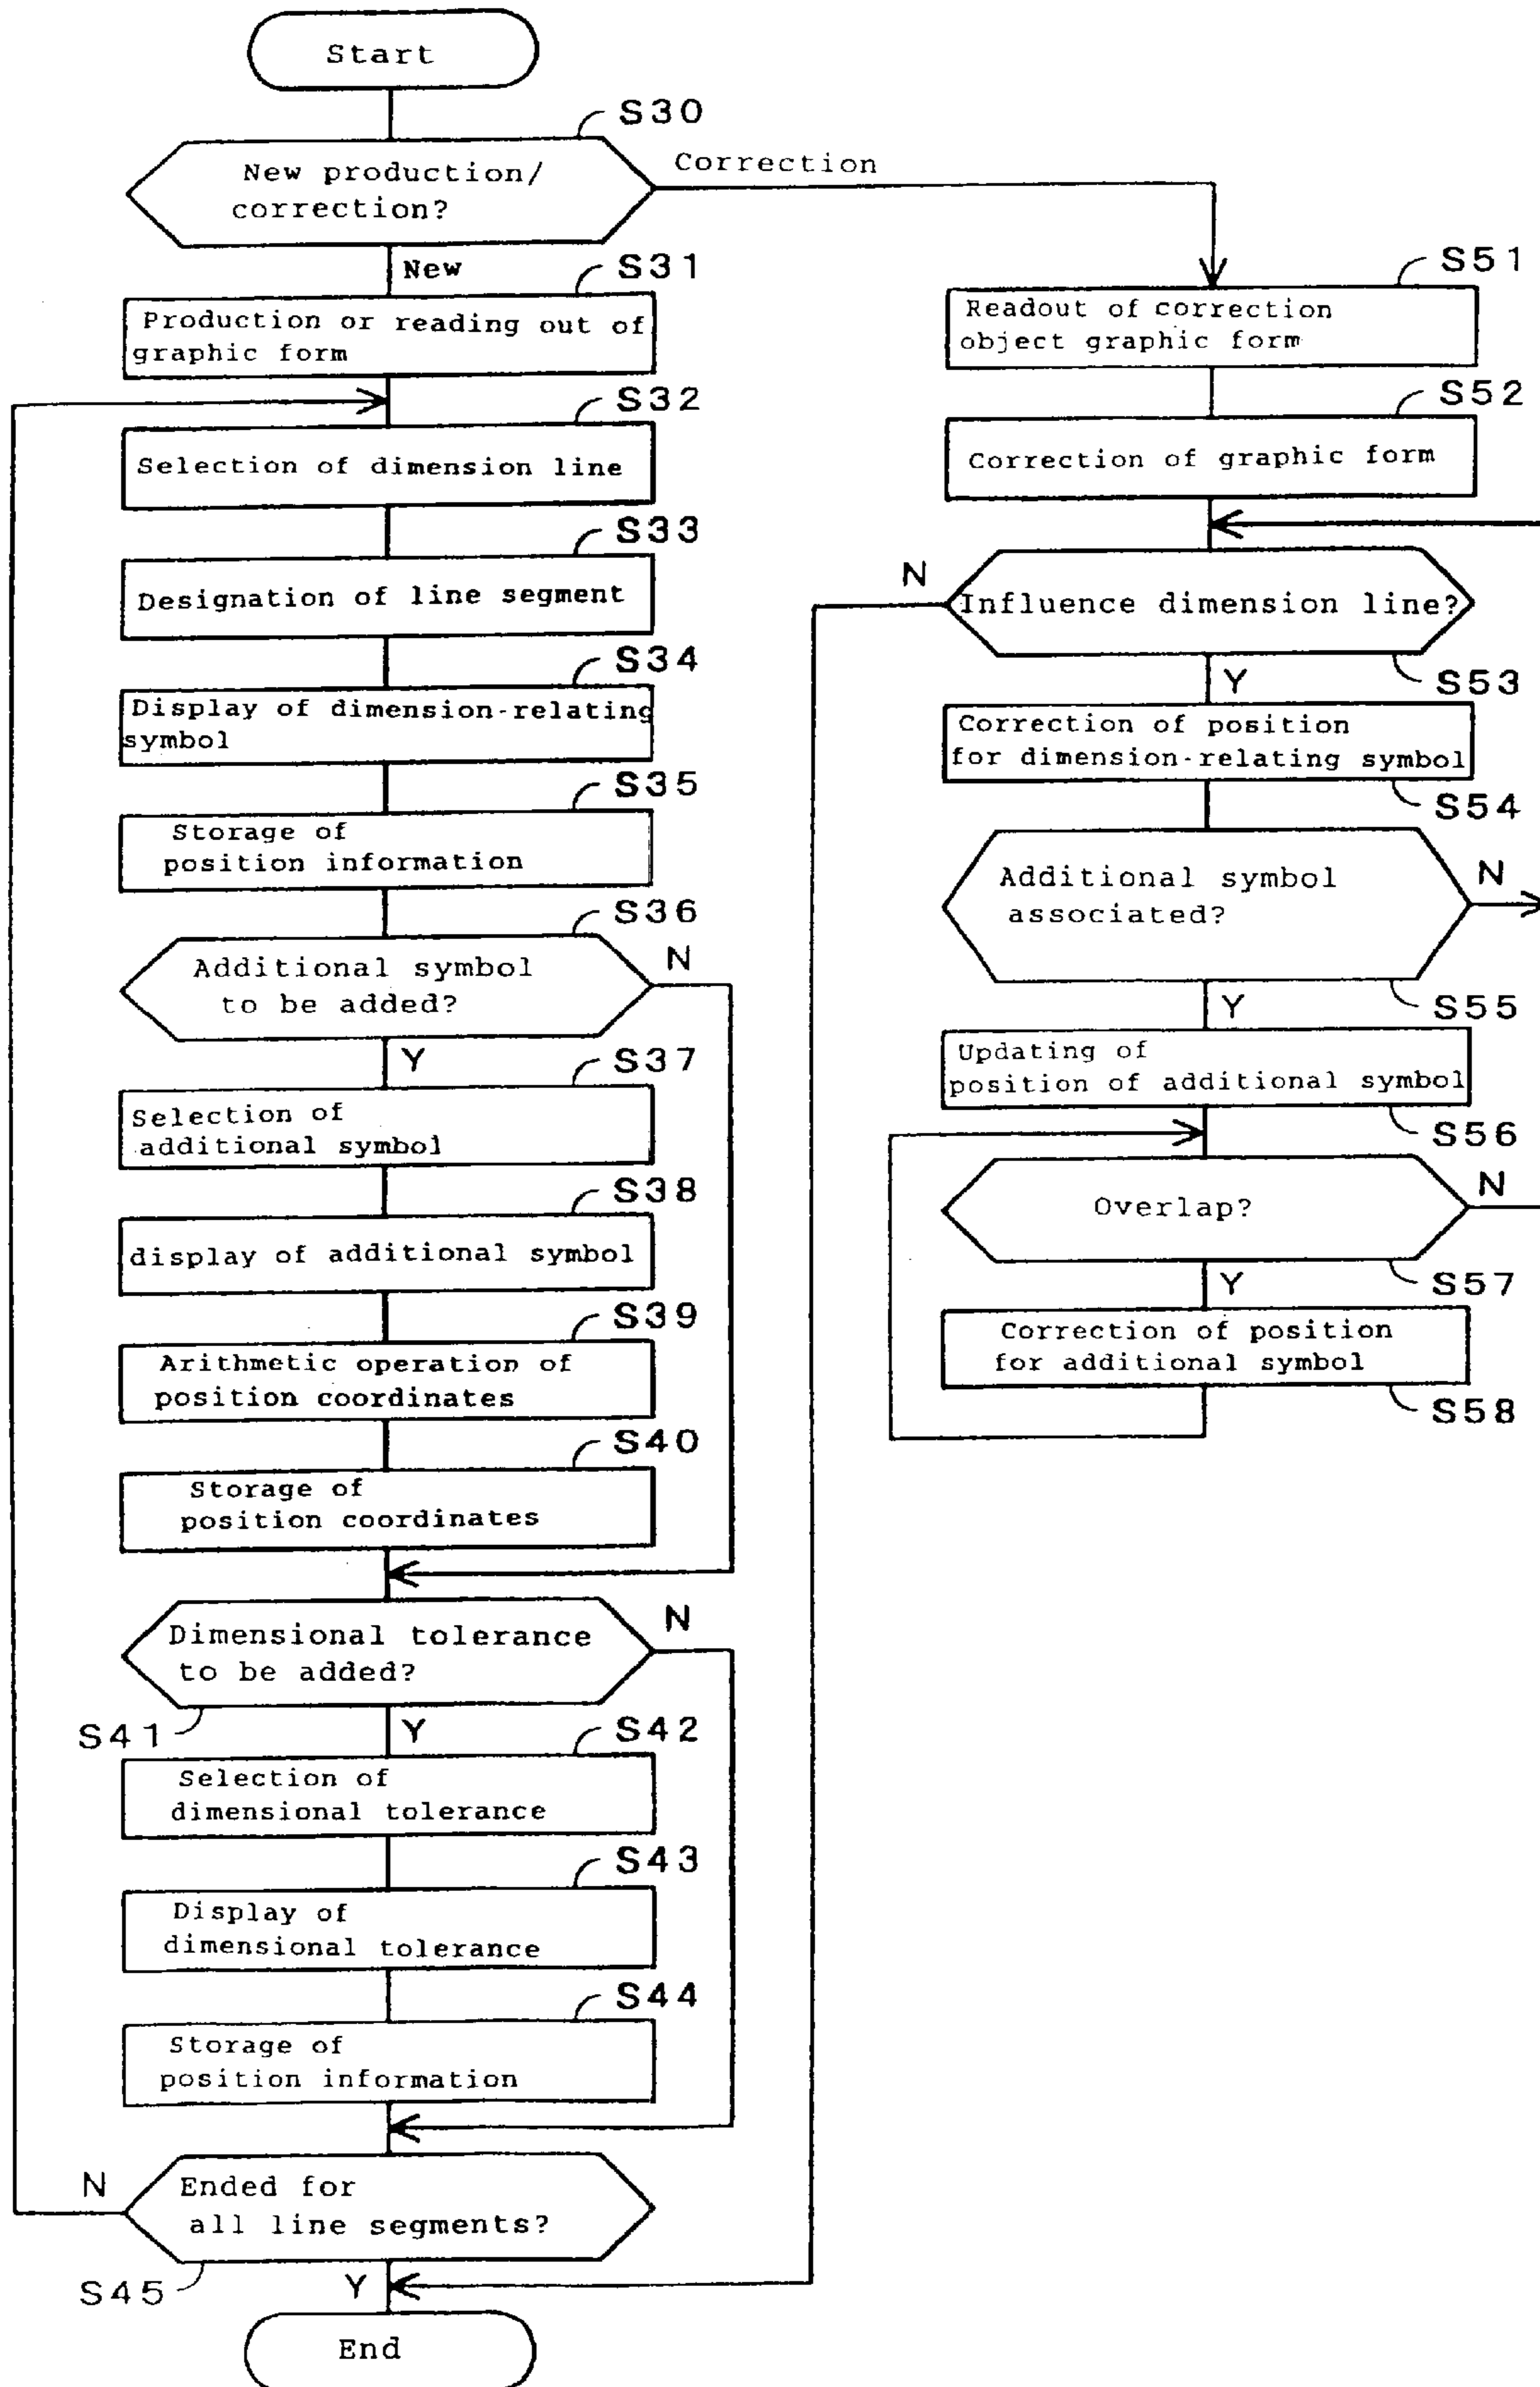 Start
S30
New production/
correction?
Correction
New
S31
Production or reading out of
graphic form
S32
Selection of dimension line
S33
Designation of line segment
S34
Display of dimension-relating
symbol
S35
Storage of
position information
S36
Additional symbol
to be added?
N
Y
S37
Selection of
additional symbol
S38
display of additional symbol
S39
Arithmetic operation of
position coordinates
S40
Storage of
position coordinates
Dimensional tolerance
to be added?
N
S41
Y
S42
Selection of
dimensional tolerance
S43
Display of
dimensional tolerance
S44
Storage of
position information
N
Ended for
all line segments?
S45
Y
End
S51
Readout of correction
object graphic form
S52
Correction of graphic form
N
Influence dimension line?
Y
S53
Correction of position
for dimension-relating symbol
S54
Additional symbol
associated?
N
Y
S55
Updating of
position of additional symbol
S56
Overlap?
N
Y
S57
Correction of position
for additional symbol
S58